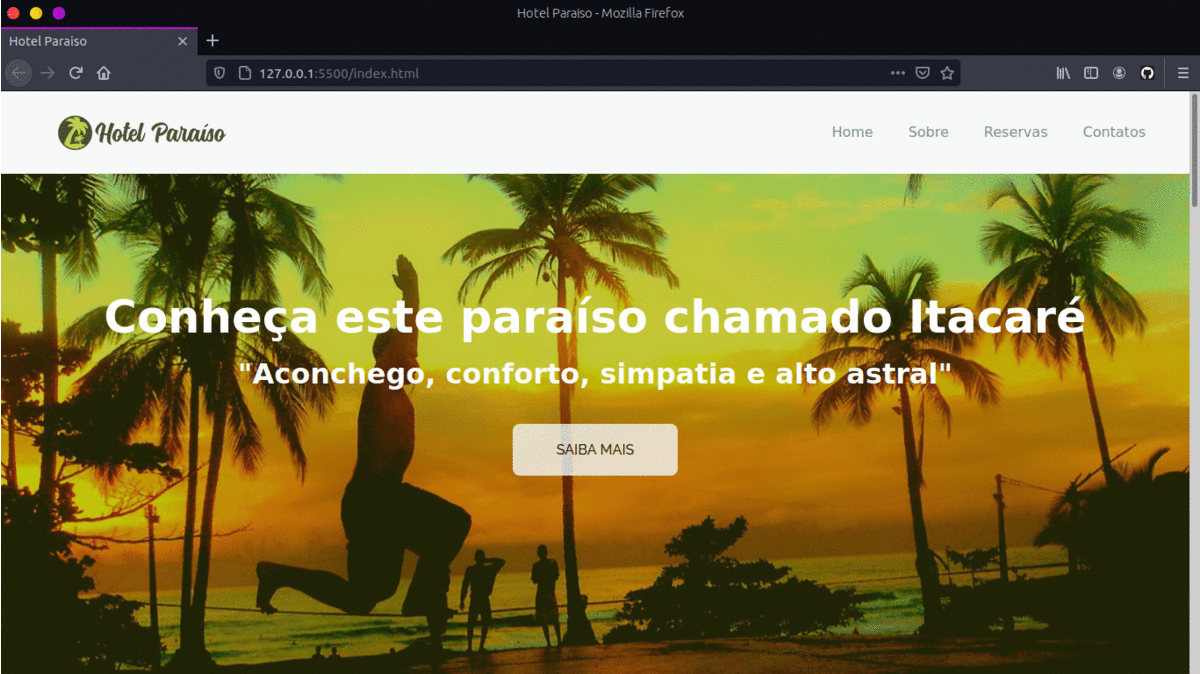 Hotel Paraiso - Mozilla Firefox
Hotel Paraiso
127.0.0.1:5500/index.html
Hotel Paraíso
Home Sobre Reservas Contatos
Conheça este paraíso chamado Itacaré
"Aconchego, conforto, simpatia e alto astral"
SAIBA MAIS